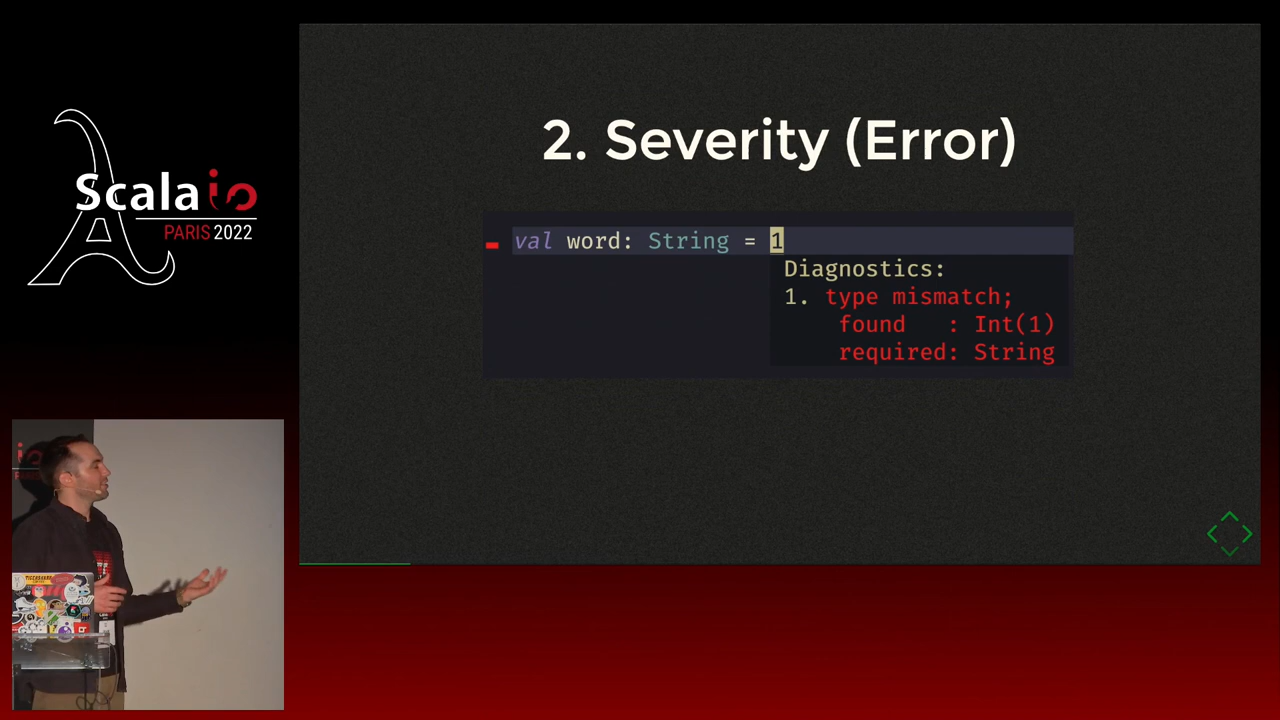 Scala io
PARIS 2022
2. Severity (Error)
val word: String = 1
Diagnostics:
1. type mismatch;
found : Int(1)
required: String